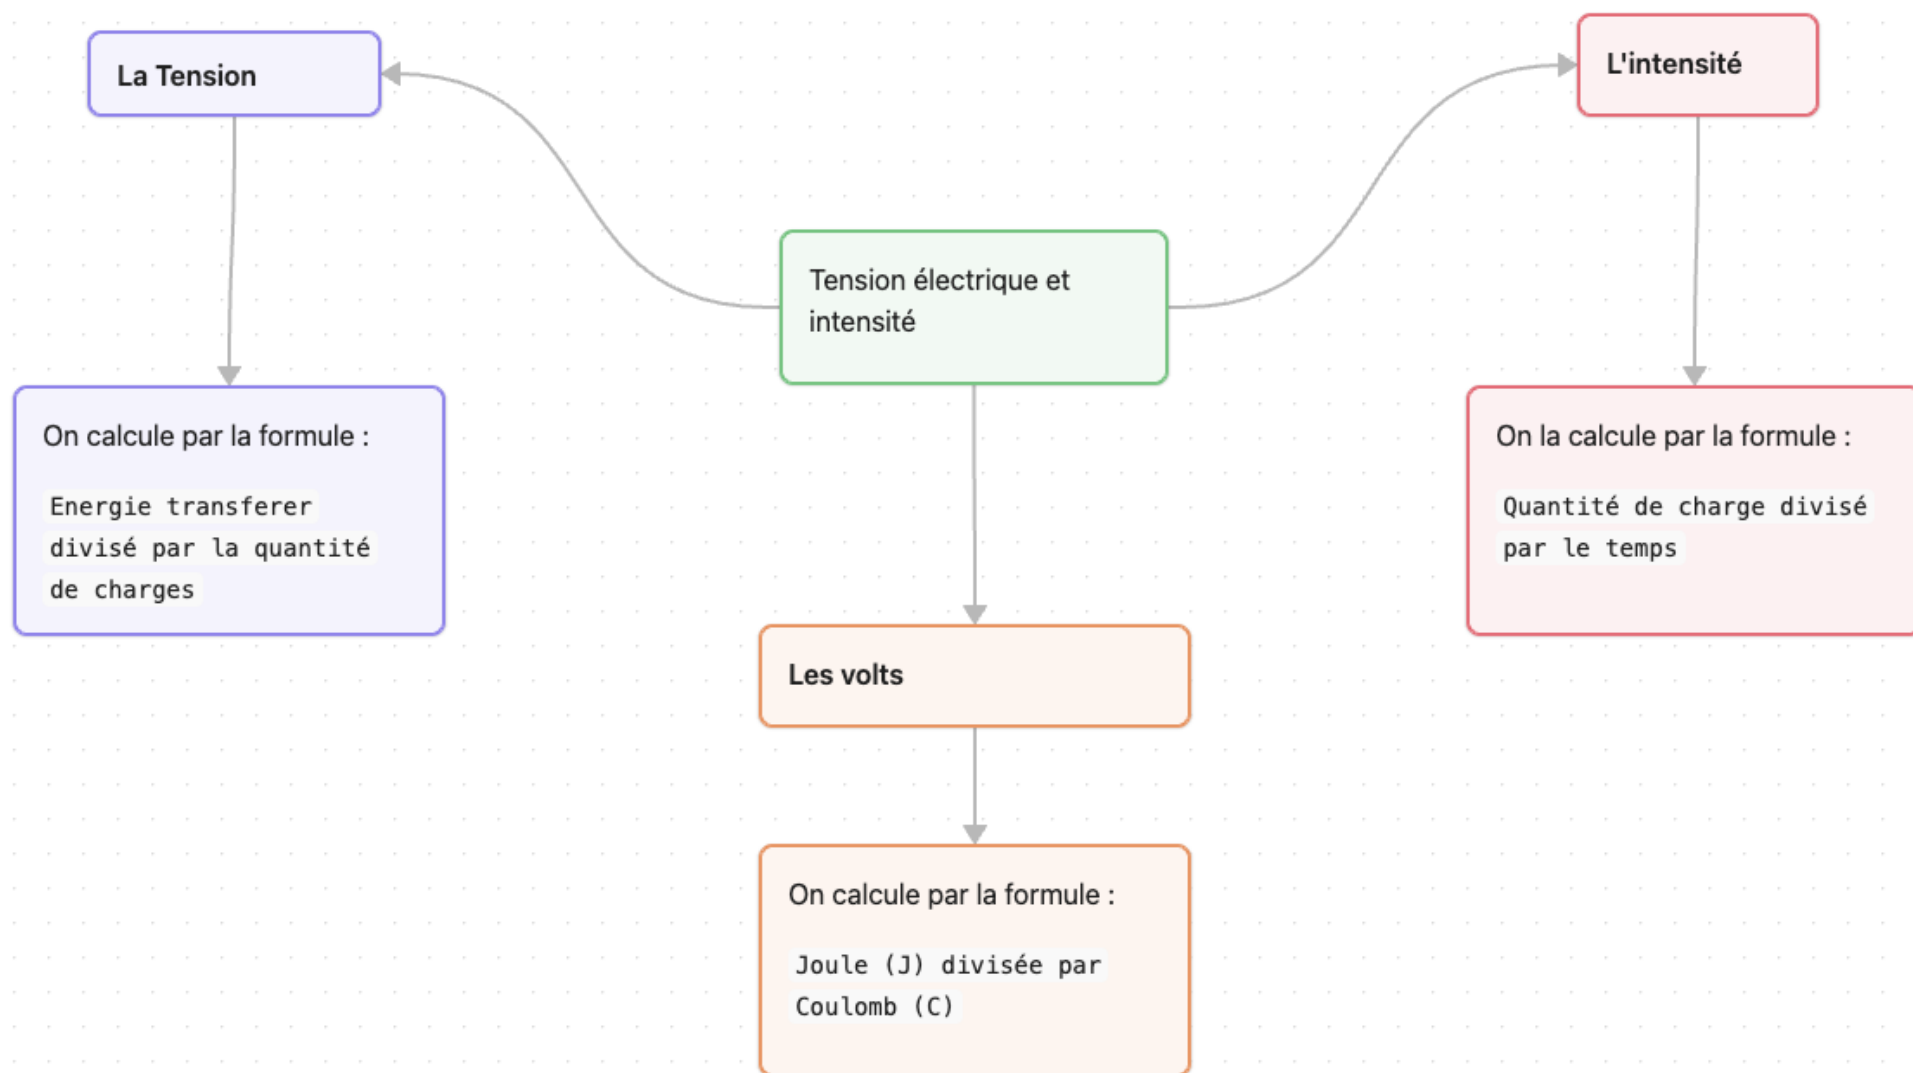 La Tension
L'intensité
Tension électrique et
intensité
On calcule par la formule :
Energie transferer
divisé par la quantité
de charges
On la calcule par la formule :
Quantité de charge divisé
par le temps
Les volts
On calcule par la formule :
Joule (J) divisée par
Coulomb (C)